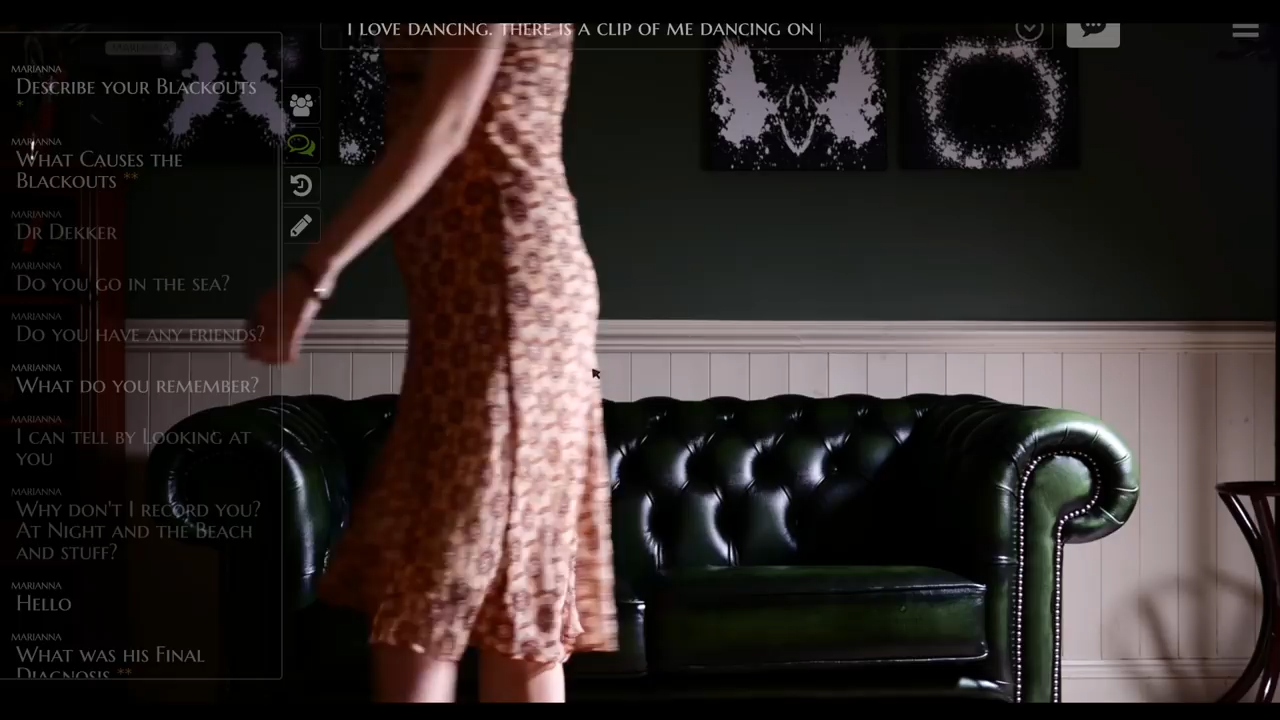 I LOVE DANCING. THERE IS A CLIP OF ME DANCING ON
MARIANNA
DESCRIBE YOUR BLACKOUTS
*
MARIANNA
WHAT CAUSES THE
BLACKOUTS **
MARIANNA
DR DEKKER
MARIANNA
DO YOU GO IN THE SEA?
MARIANNA
DO YOU HAVE ANY FRIENDS?
MARIANNA
WHAT DO YOU REMEMBER?
MARIANNA
I CAN TELL BY LOOKING AT
YOU
MARIANNA
WHY DON'T I RECORD YOU?
AT NIGHT AND THE BEACH
AND STUFF?
MARIANNA
HELLO
MARIANNA
WHAT WAS HIS FINAL
DIAGNOSIS **